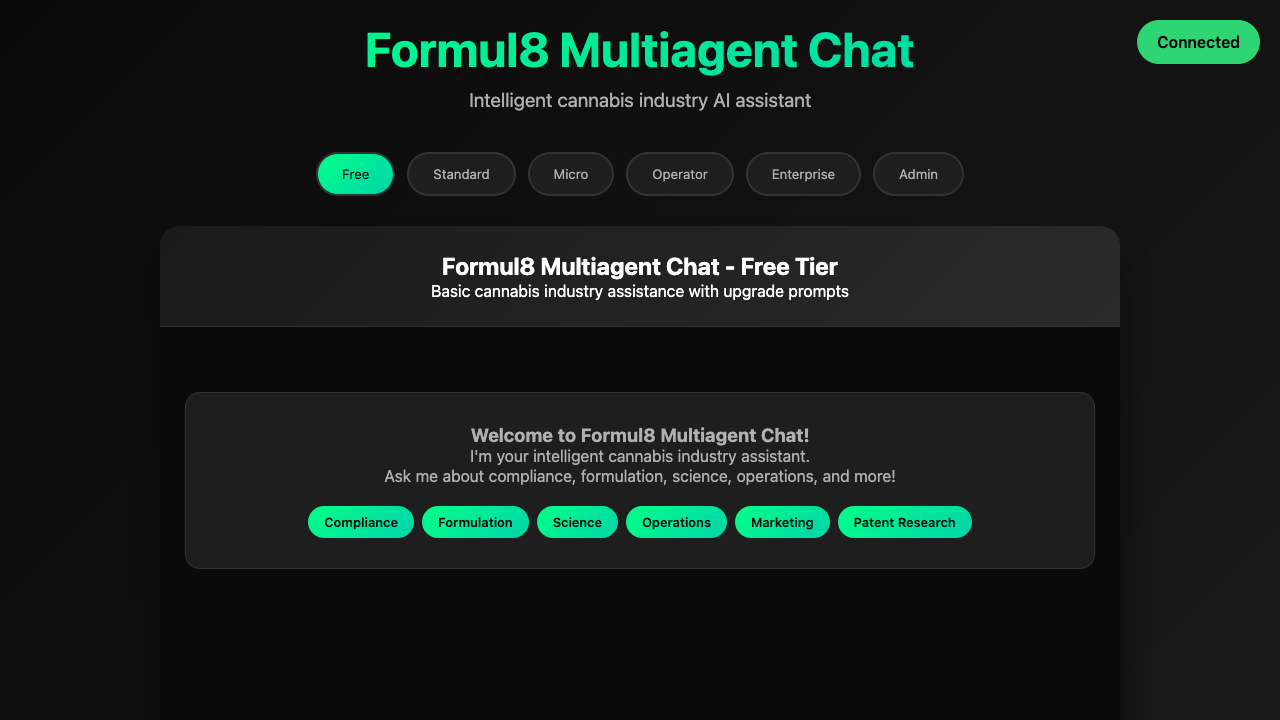 Formul8 Multiagent Chat
Connected
Intelligent cannabis industry AI assistant
Free Standard Micro Operator Enterprise Admin
Formul8 Multiagent Chat - Free Tier
Basic cannabis industry assistance with upgrade prompts
Welcome to Formul8 Multiagent Chat!
I'm your intelligent cannabis industry assistant.
Ask me about compliance, formulation, science, operations, and more!
Compliance Formulation Science Operations Marketing Patent Research